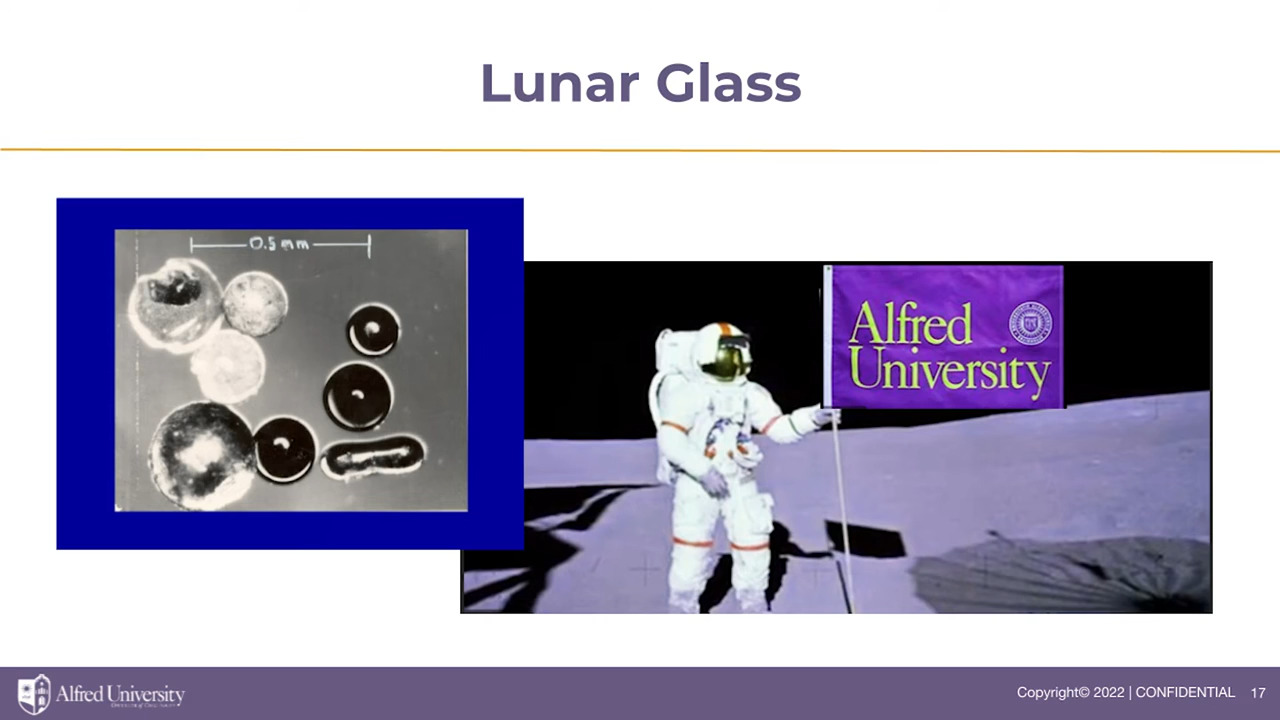 Lunar Glass
0.5 mm
Alfred
University
Alfred University
Copyright© 2022 | CONFIDENTIAL 17